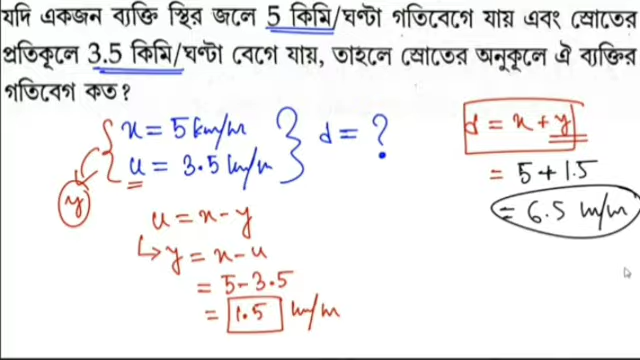 যদি একজন ব্যক্তি স্থির জলে 5 কিমি/ঘণ্টা গতিবেগে যায় এবং স্রোতের
প্রতিকূলে 3.5 কিমি/ঘণ্টা বেগে যায়, তাহলে স্রোতের অনুকূলে ঐ ব্যক্তির
গতিবেগ কত?
x = 5 km/m
u = 3.5 km/m
d = ?
y
u = x - y
y = x - u
= 5 - 3.5
= 1.5 km/m
d = x + y
= 5 + 1.5
= 6.5 m/m